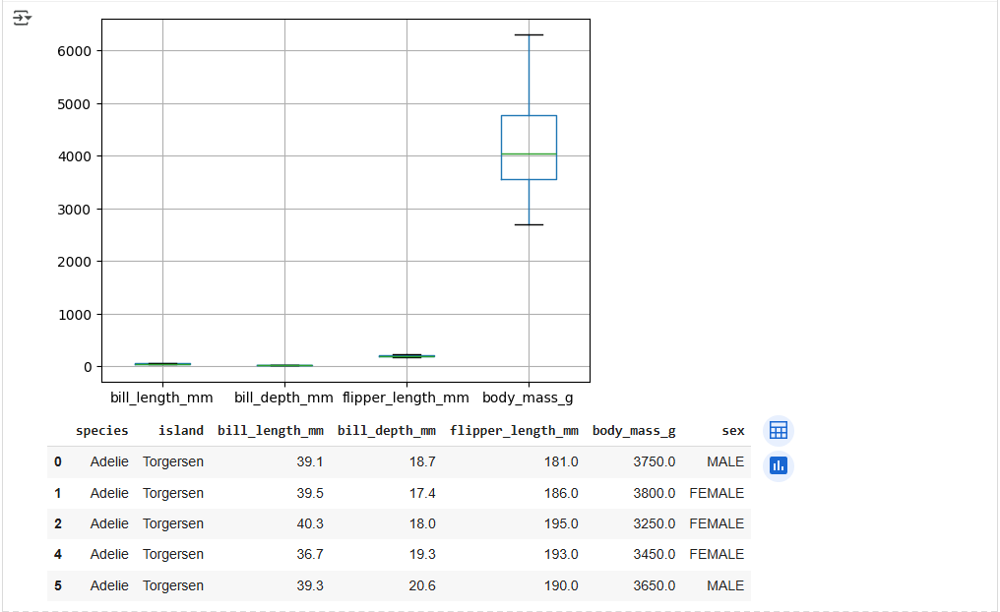 6000
5000
4000
3000
2000
1000
0
bill_length_mm bill_depth_mm flipper_length_mm body_mass_g
species island bill_length_mm bill_depth_mm flipper_length_mm body_mass_g sex
0 Adelie Torgersen 39.1 18.7 181.0 3750.0 MALE
1 Adelie Torgersen 39.5 17.4 186.0 3800.0 FEMALE
2 Adelie Torgersen 40.3 18.0 195.0 3250.0 FEMALE
4 Adelie Torgersen 36.7 19.3 193.0 3450.0 FEMALE
5 Adelie Torgersen 39.3 20.6 190.0 3650.0 MALE